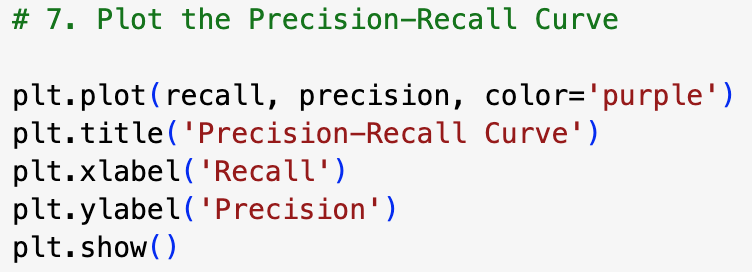 # 7. Plot the Precision-Recall Curve
plt.plot(recall, precision, color='purple')
plt.title('Precision-Recall Curve')
plt.xlabel('Recall')
plt.ylabel('Precision')
plt.show()